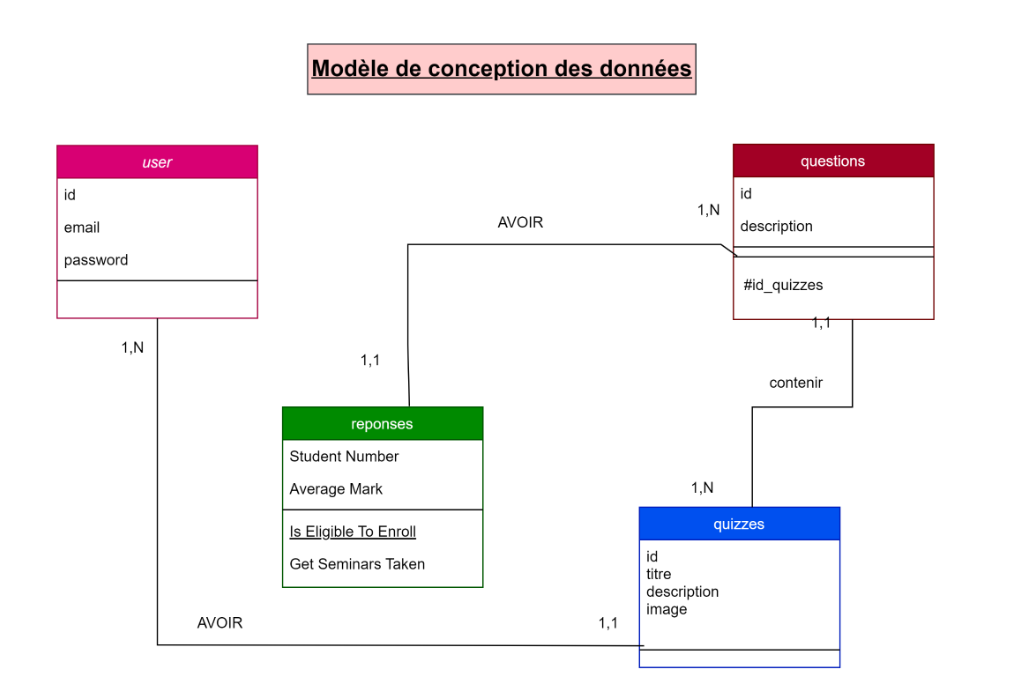 Modèle de conception des données
user
id
email
password
1,N
AVOIR
1,N
1,1
questions
id
description
#id_quizzes
1,1
contenir
1,N
reponses
Student Number
Average Mark
Is Eligible To Enroll
Get Seminars Taken
quizzes
id
titre
description
image
AVOIR
1,1